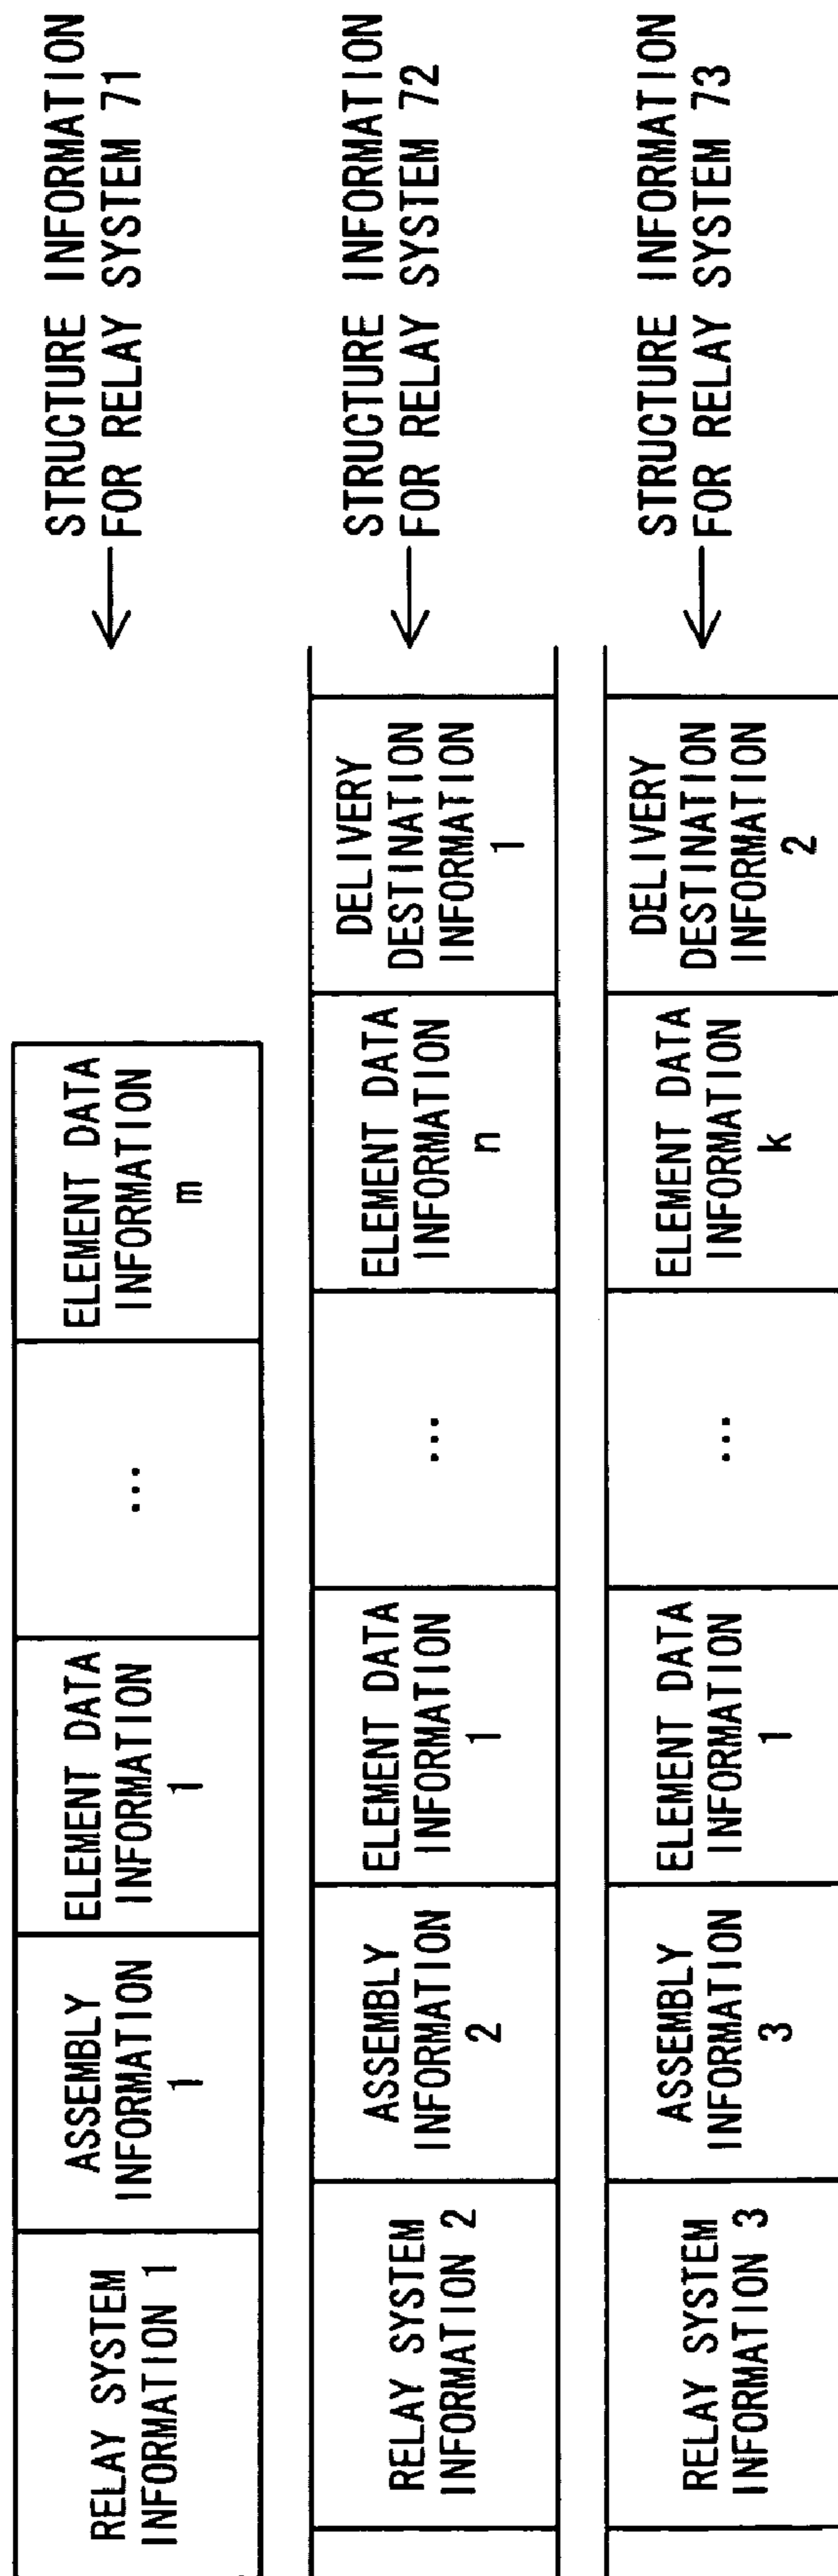 RELAY SYSTEM
INFORMATION 1
ASSEMBLY
INFORMATION
1
ELEMENT DATA
INFORMATION
1
...
ELEMENT DATA
INFORMATION
m
STRUCTURE INFORMATION
FOR RELAY SYSTEM 71
RELAY SYSTEM
INFORMATION 2
ASSEMBLY
INFORMATION
2
ELEMENT DATA
INFORMATION
1
...
ELEMENT DATA
INFORMATION
n
DELIVERY
DESTINATION
INFORMATION
1
STRUCTURE INFORMATION
FOR RELAY SYSTEM 72
RELAY SYSTEM
INFORMATION 3
ASSEMBLY
INFORMATION
3
ELEMENT DATA
INFORMATION
1
...
ELEMENT DATA
INFORMATION
k
DELIVERY
DESTINATION
INFORMATION
2
STRUCTURE INFORMATION
FOR RELAY SYSTEM 73